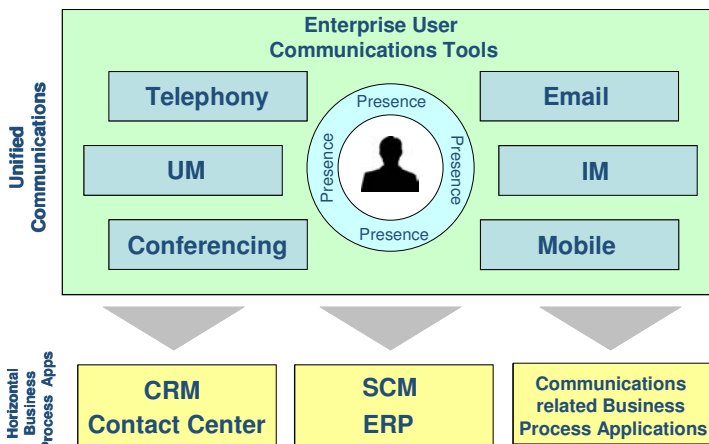 Enterprise User
Communications Tools
Unified
Communications
Telephony
Presence
Email
UM
Presence
Presence
IM
Conferencing
Presence
Mobile
Horizontal
Business
Process Apps
CRM
Contact Center
SCM
ERP
Communications
related Business
Process Applications